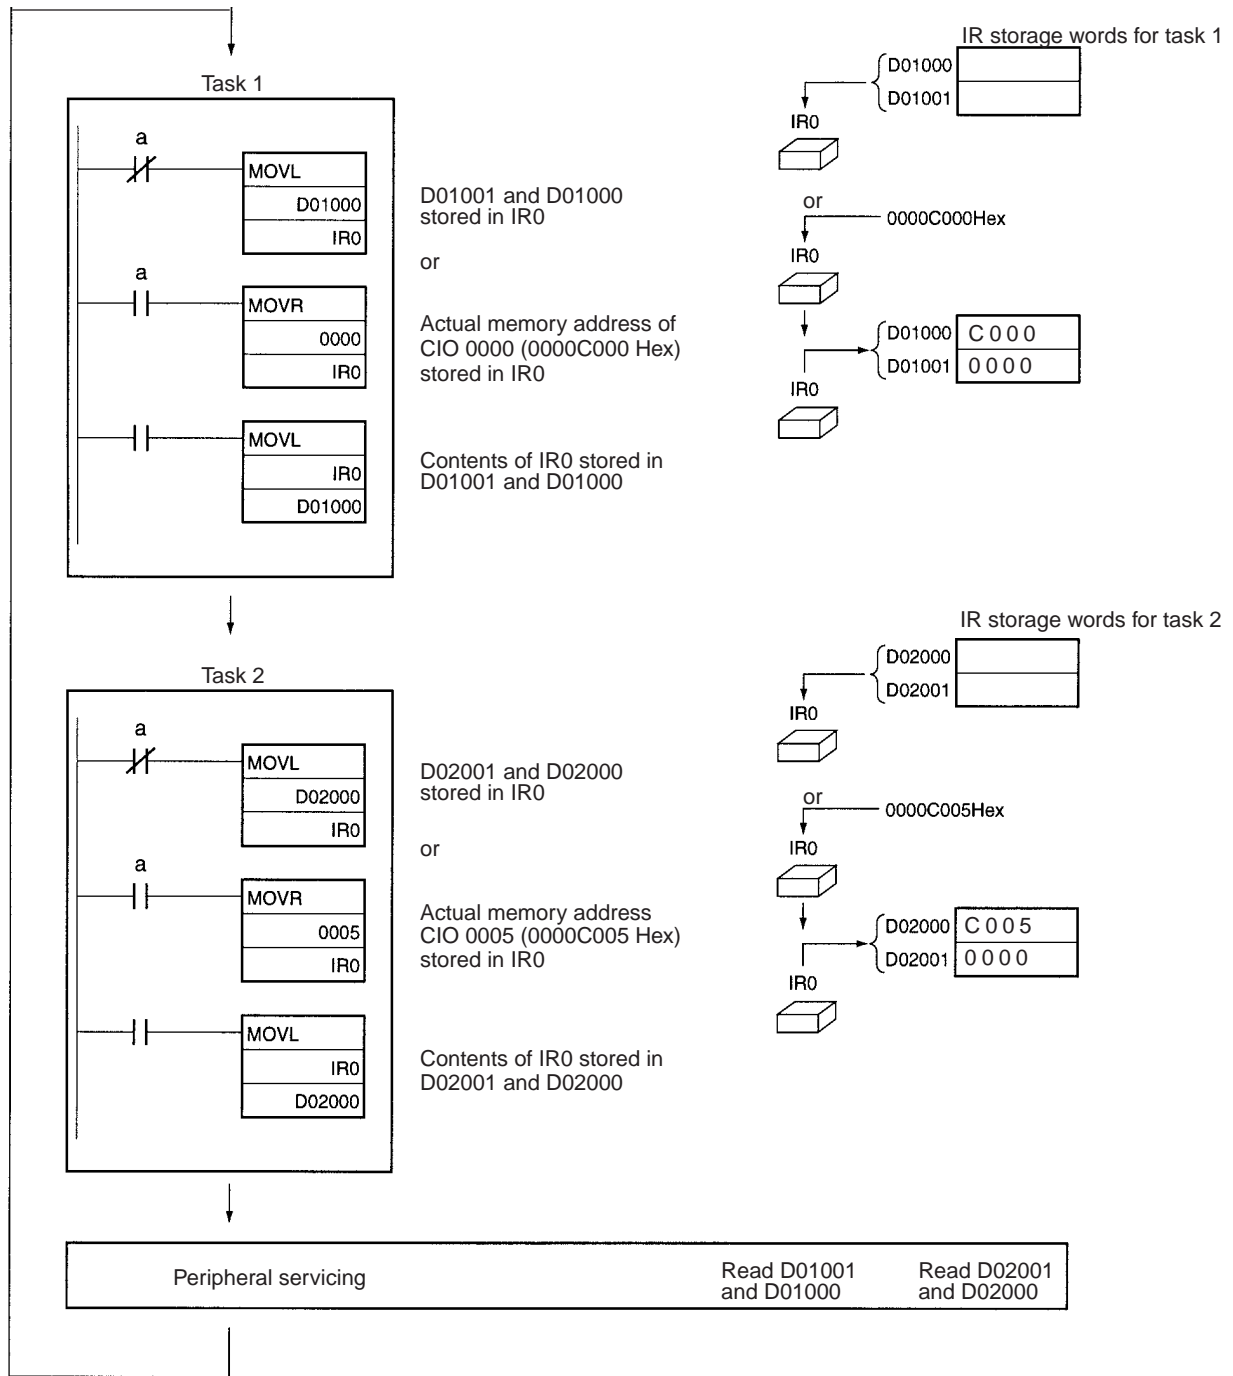 IR storage words for task 1
Task 1
D01000
D01001
IR0
a
MOVL
D01000
IR0
D01001 and D01000
stored in IR0
or
0000C000Hex
IR0
or
a
MOVR
0000
IR0
Actual memory address of
CIO 0000 (0000C000 Hex)
stored in IR0
D01000 C000
D01001 0000
IR0
MOVL
IR0
D01000
Contents of IR0 stored in
D01001 and D01000
IR storage words for task 2
Task 2
D02000
D02001
IR0
a
MOVL
D02000
IR0
D02001 and D02000
stored in IR0
or
0000C005Hex
IR0
or
a
MOVR
0005
IR0
Actual memory address
CIO 0005 (0000C005 Hex)
stored in IR0
D02000 C005
D02001 0000
IR0
MOVL
IR0
D02000
Contents of IR0 stored in
D02001 and D02000
Peripheral servicing
Read D01001
and D01000
Read D02001
and D02000